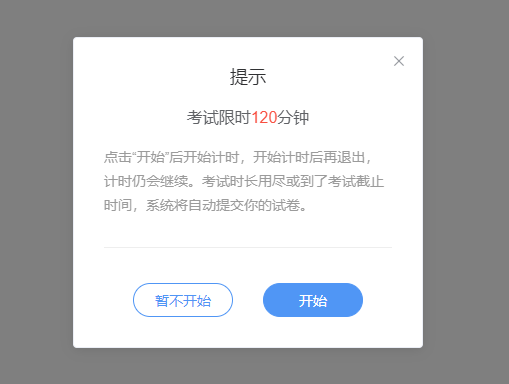 提示
考试限时120分钟
点击“开始”后开始计时，开始计时后再退出，
计时仍会继续。考试时长用尽或到了考试截止
时间，系统将自动提交你的试卷。
暂不开始
开始